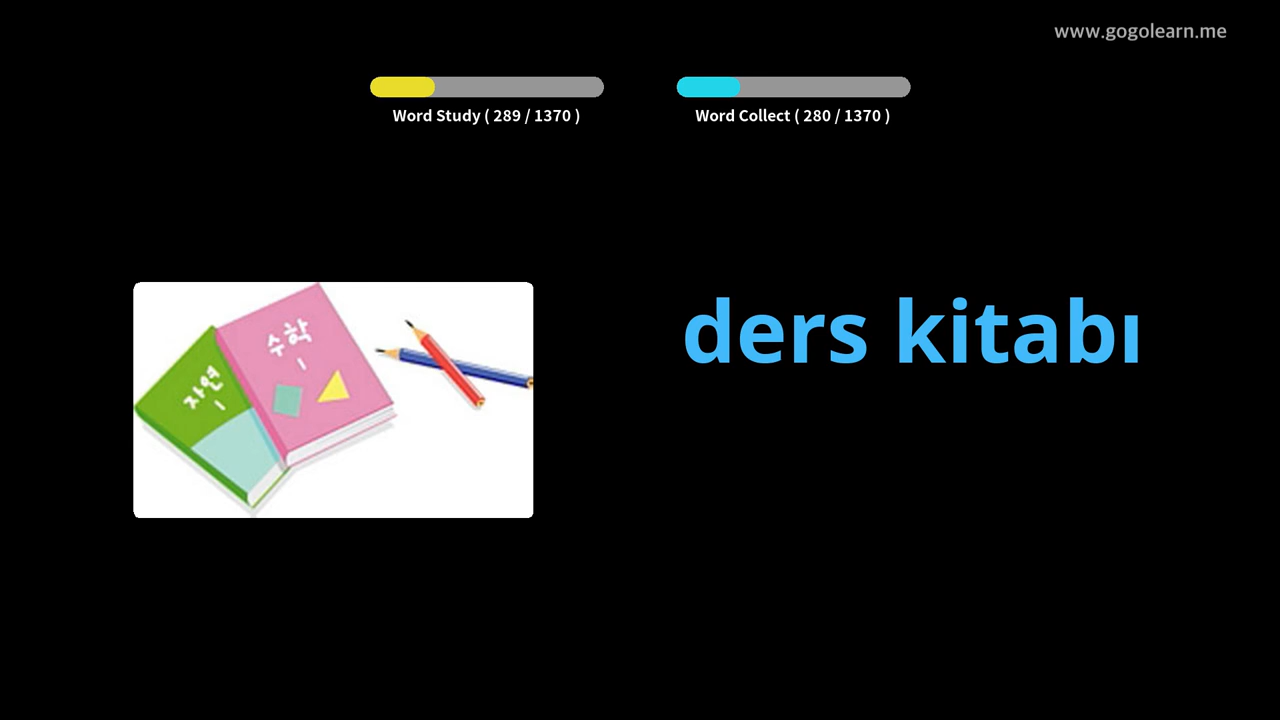 www.gogolearn.me
Word Study ( 289 / 1370 )
Word Collect ( 280 / 1370 )
ders kitabı
수학
1
자연
1